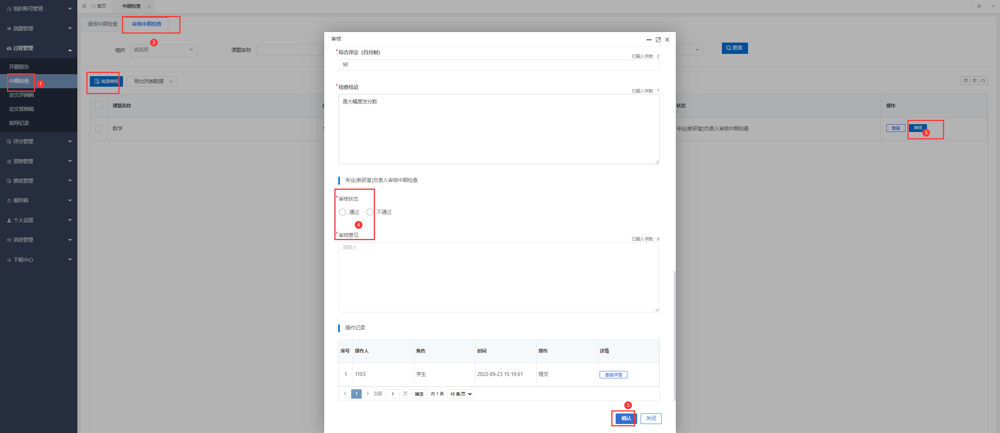 组织账号管理
选题管理
过程管理
开题报告
中期检查
1
论文评阅稿
论文答辩稿
指导记录
评分管理
答辩管理
推优管理
最终稿
个人设置
消息管理
下载中心
首页
中期检查
查询中期检查
审核中期检查
2
组织
请选择
课题名称
搜索
批量审核
导出列表数据
课题名称
状态
操作
数学
专业(教研室)负责人审核中期检查
查看
审核
3
审核
*综合评定（百分制）
已输入字数：2
98
*检查结论
已输入字数：7
是大幅度发分数
专业(教研室)负责人审核中期检查
*审核状态
通过
不通过
4
*审核意见
已输入字数：0
请输入
操作记录
序号 操作人 角色 时间 操作 详情
1 1103 学生 2022-09-23 15:19:01 提交 查看详情
1 到第 1 页 确定 共 1 条 10 条/页
5
确认
关闭